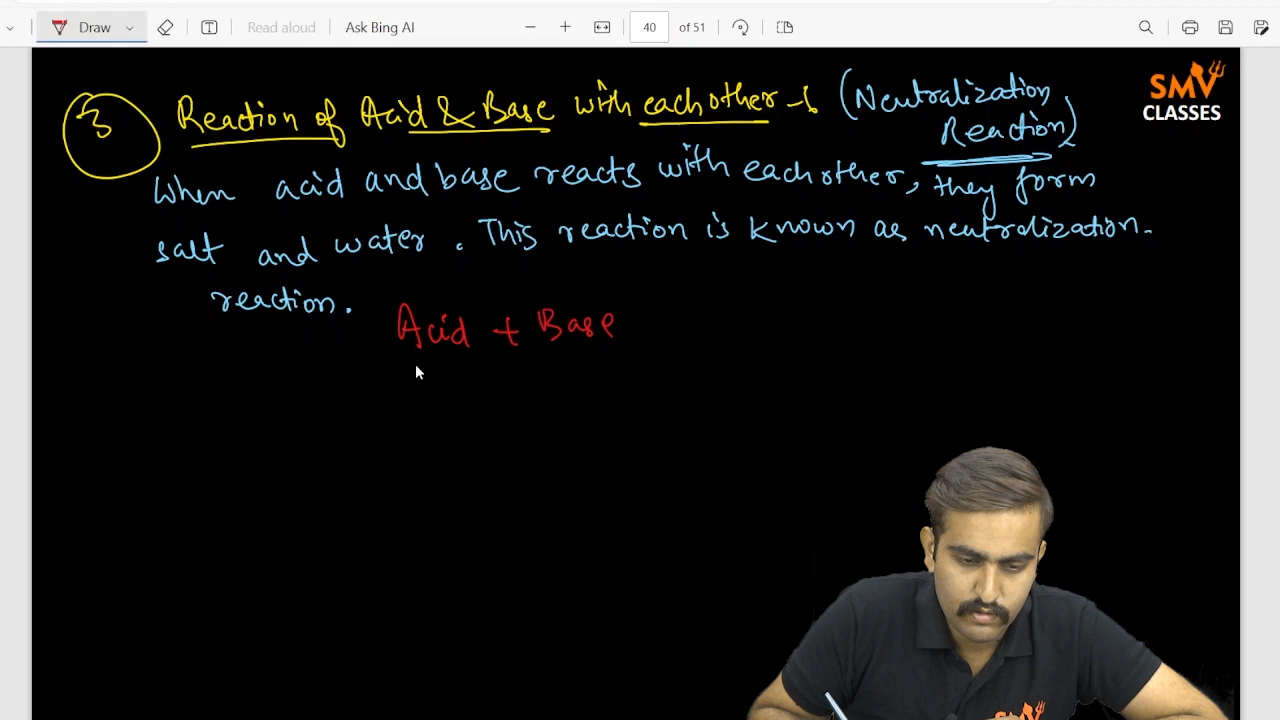 Draw
Read aloud
Ask Bing AI
40 of 51
SMV
CLASSES
3 Reaction of Acid & Base with each other - (Neutralization
Reaction)
When acid and base reacts with each other, they form
salt and water. This reaction is known as neutralization-
reaction.
Acid + Base